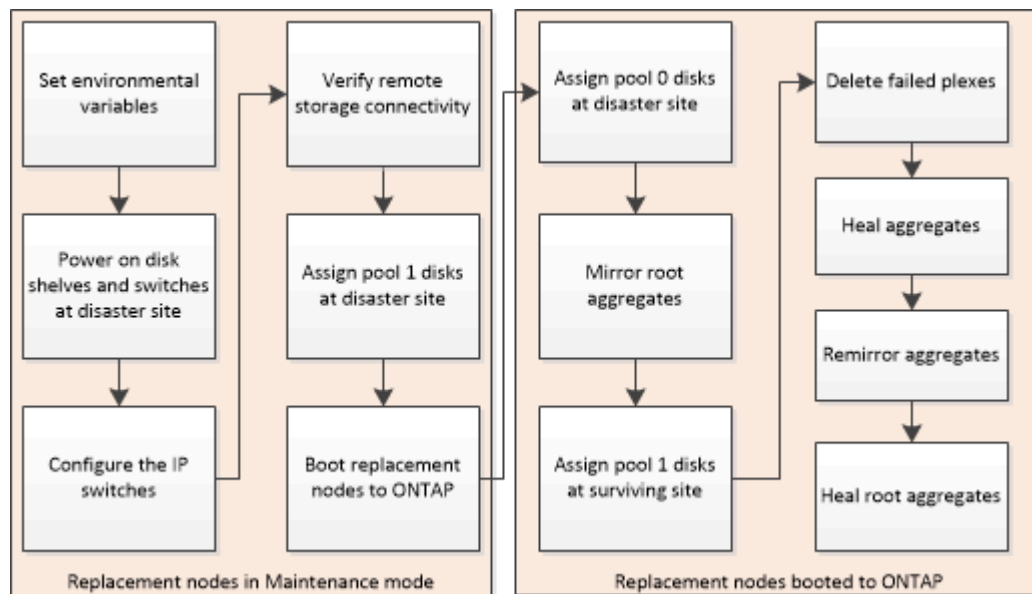 Set environmental
variables
Power on disk
shelves and switches
at disaster site
Configure the IP
switches
Verify remote
storage connectivity
Assign pool 1 disks
at disaster site
Boot replacement
nodes to ONTAP
Replacement nodes in Maintenance mode
Assign pool 0 disks
at disaster site
Mirror root
aggregates
Assign pool 1 disks
at surviving site
Delete failed plexes
Heal aggregates
Remirror aggregates
Heal root aggregates
Replacement nodes booted to ONTAP